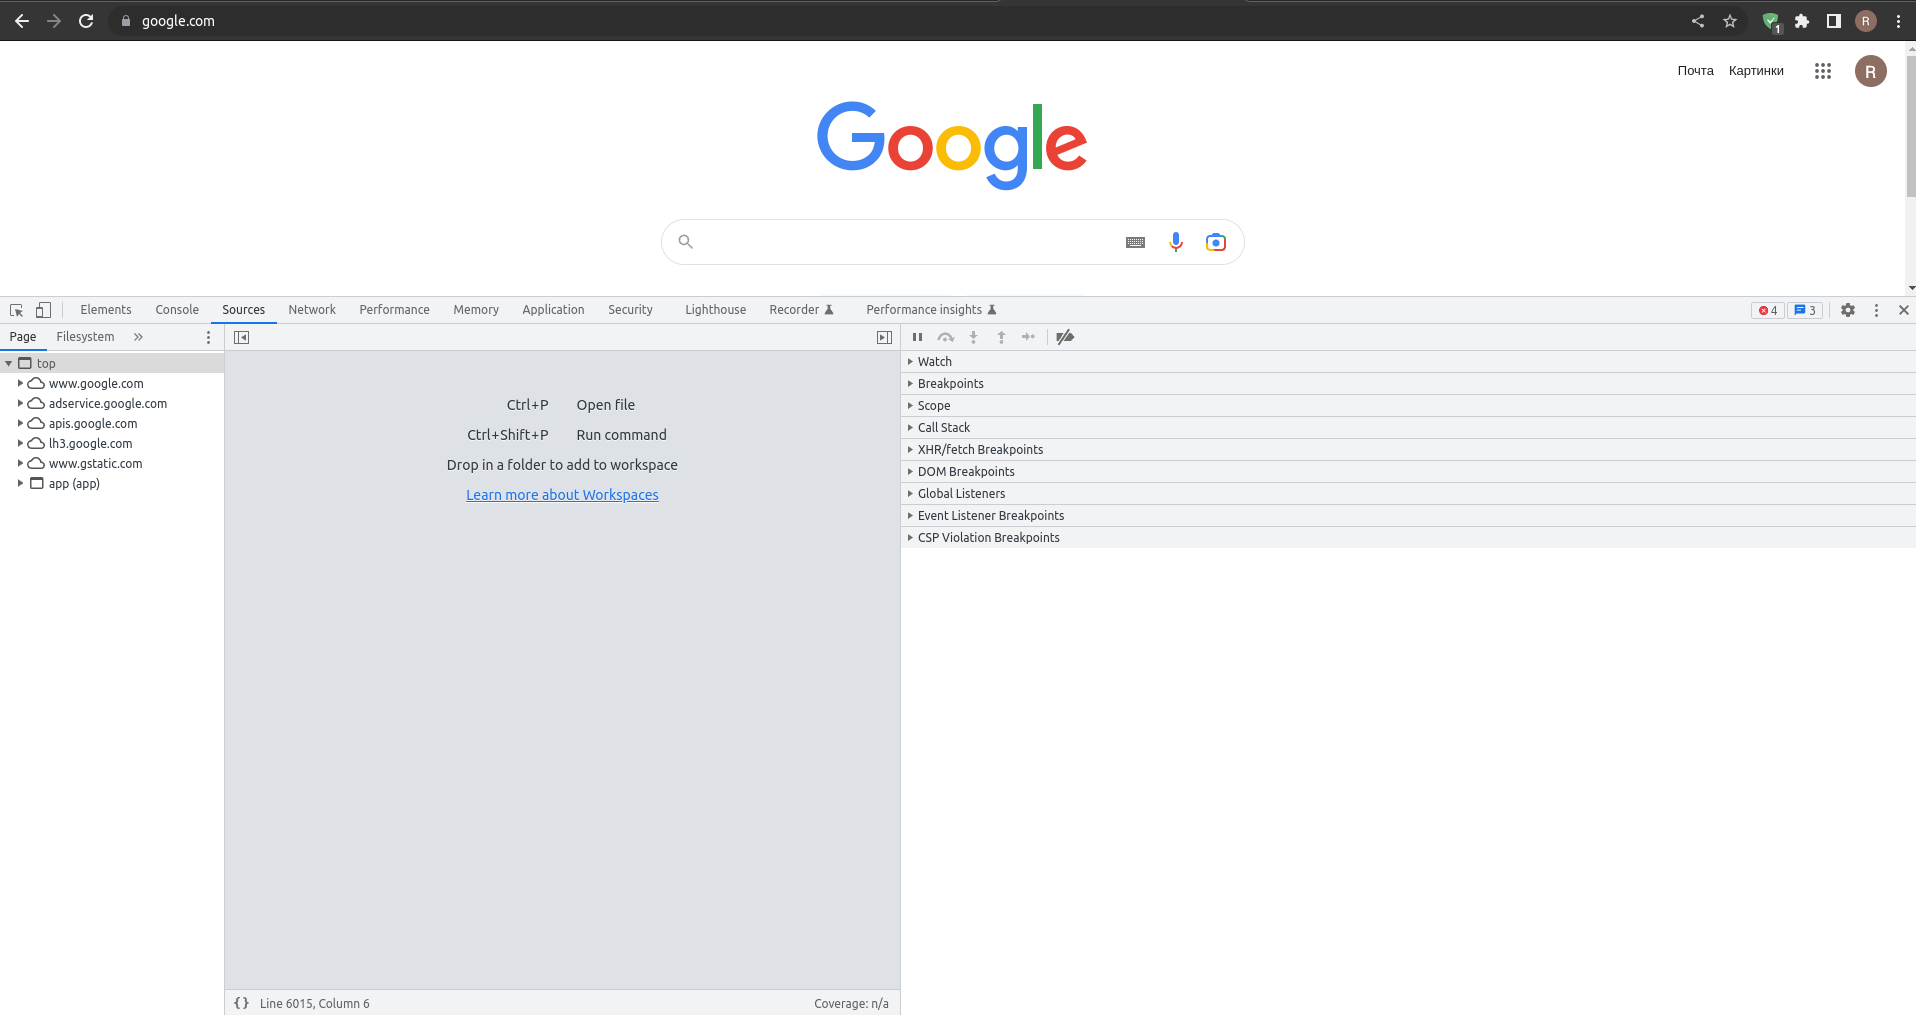 google.com
1
R
Почта Картинки R
Google
Elements Console Sources Network Performance Memory Application Security Lighthouse Recorder Performance insights 4 3
Page Filesystem
top
www.google.com
adservice.google.com
apis.google.com
lh3.google.com
www.gstatic.com
app (app)
Ctrl+P Open file
Ctrl+Shift+P Run command
Drop in a folder to add to workspace
Learn more about Workspaces
{ } Line 6015, Column 6 Coverage: n/a
Watch
Breakpoints
Scope
Call Stack
XHR/fetch Breakpoints
DOM Breakpoints
Global Listeners
Event Listener Breakpoints
CSP Violation Breakpoints